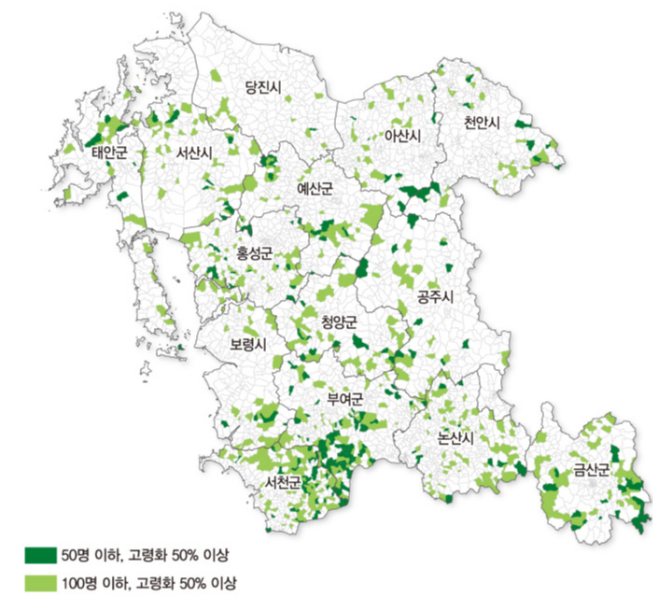 당진시
아산시
천안시
태안군
서산시
예산군
홍성군
공주시
청양군
보령시
부여군
논산시
서천군
금산군
50명 이하, 고령화 50% 이상
100명 이하, 고령화 50% 이상